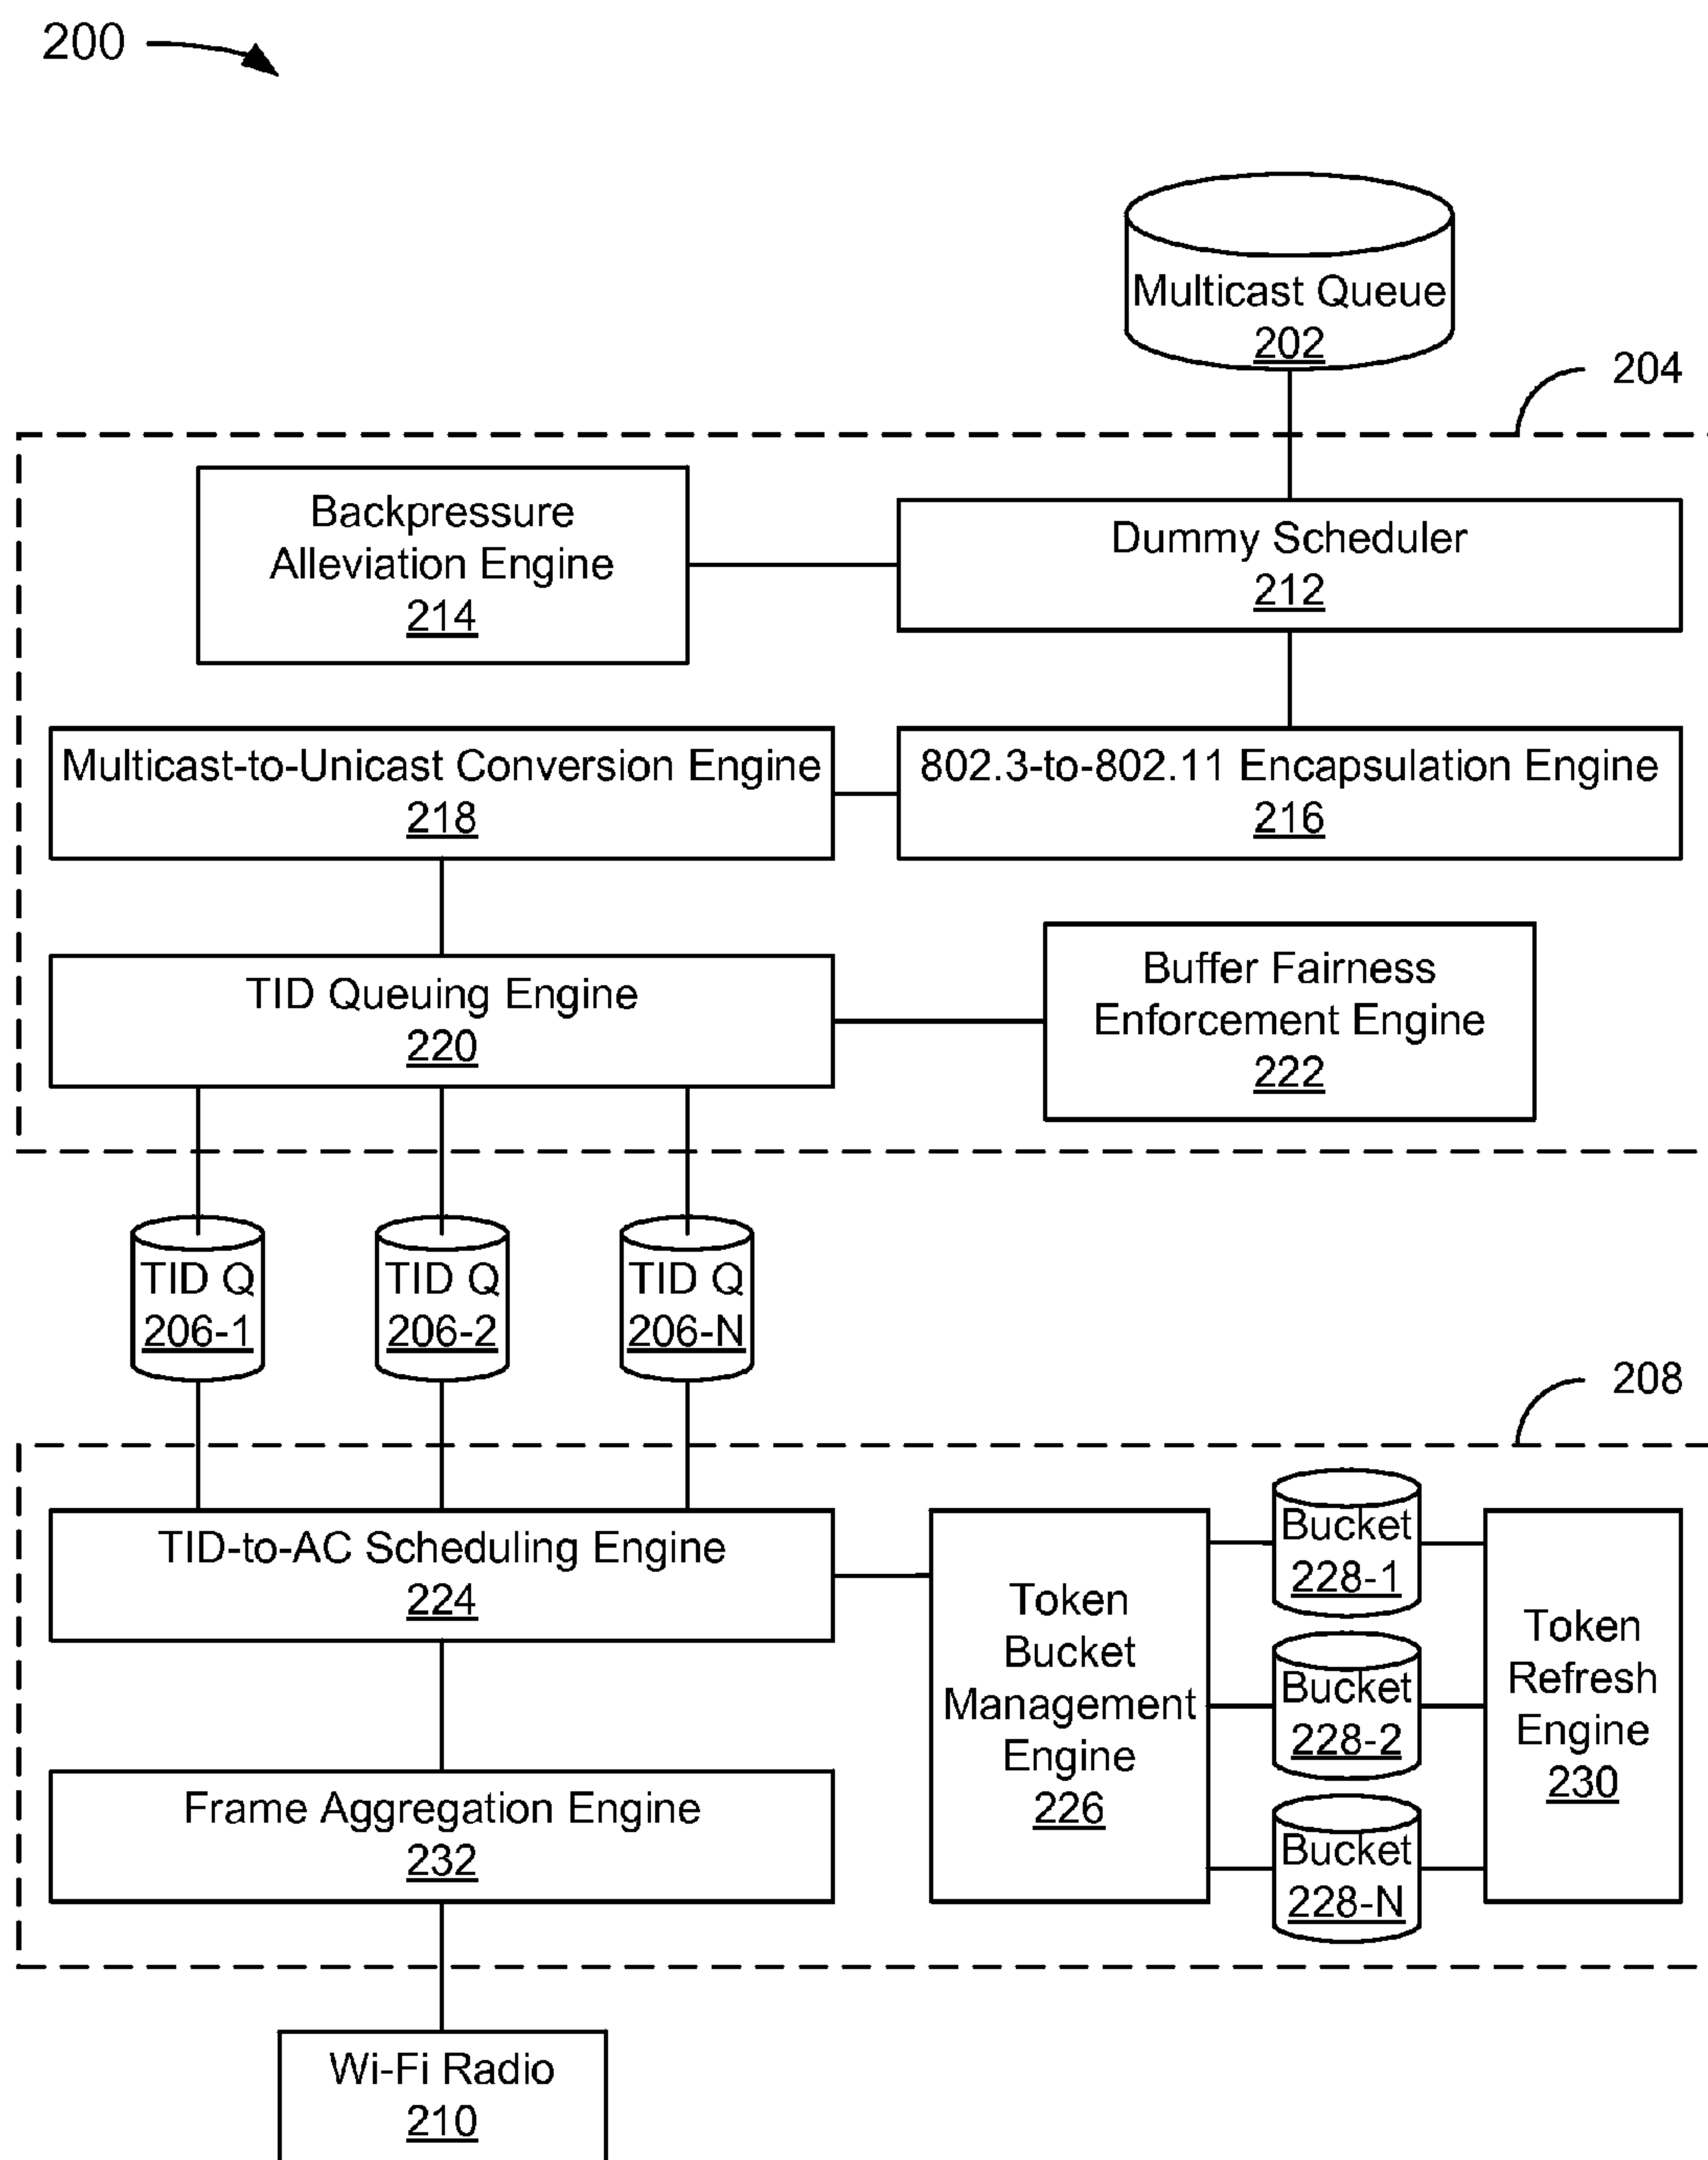 200
Multicast Queue
202
204
Backpressure
Alleviation Engine
214
Dummy Scheduler
212
Multicast-to-Unicast Conversion Engine
218
802.3-to-802.11 Encapsulation Engine
216
TID Queuing Engine
220
Buffer Fairness
Enforcement Engine
222
TID Q
206-1
TID Q
206-2
TID Q
206-N
208
TID-to-AC Scheduling Engine
224
Token
Bucket
Management
Engine
226
Bucket
228-1
Bucket
228-2
Bucket
228-N
Token
Refresh
Engine
230
Frame Aggregation Engine
232
Wi-Fi Radio
210